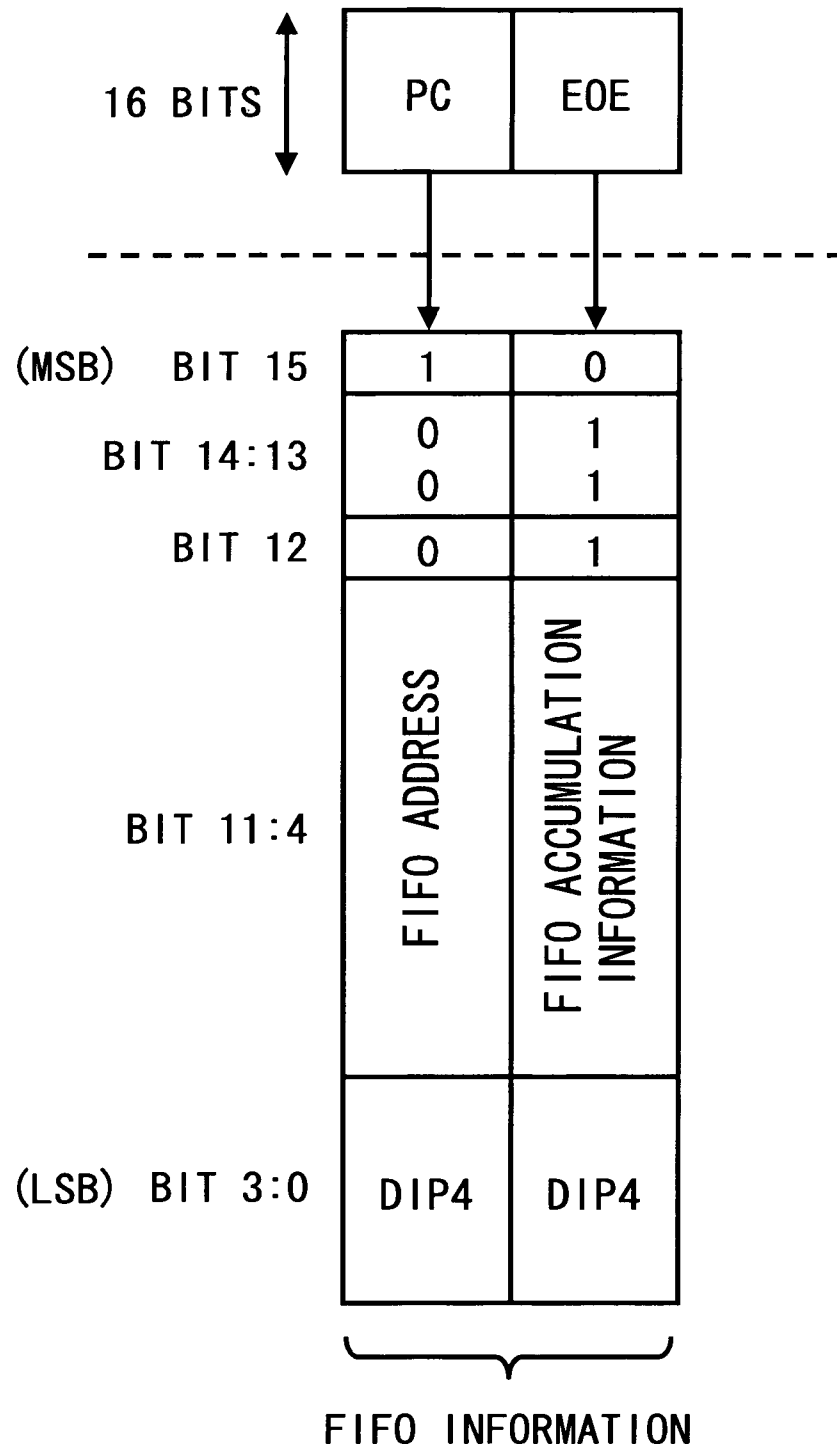 16 BITS PC EOE
(MSB) BIT 15 1 0
BIT 14:13 0 1
0 1
BIT 12 0 1
BIT 11:4 FIFO ADDRESS FIFO ACCUMULATION
INFORMATION
(LSB) BIT 3:0 DIP4 DIP4
FIFO INFORMATION